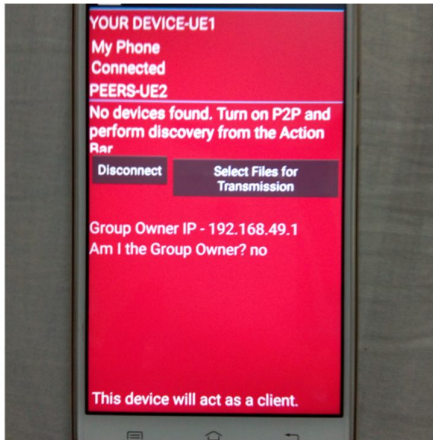 YOUR DEVICE-UE1
My Phone
Connected
PEERS-UE2
No devices found. Turn on P2P and
perform discovery from the Action
Bar
Disconnect
Select Files for
Transmission
Group Owner IP - 192.168.49.1
Am I the Group Owner? no
This device will act as a client.